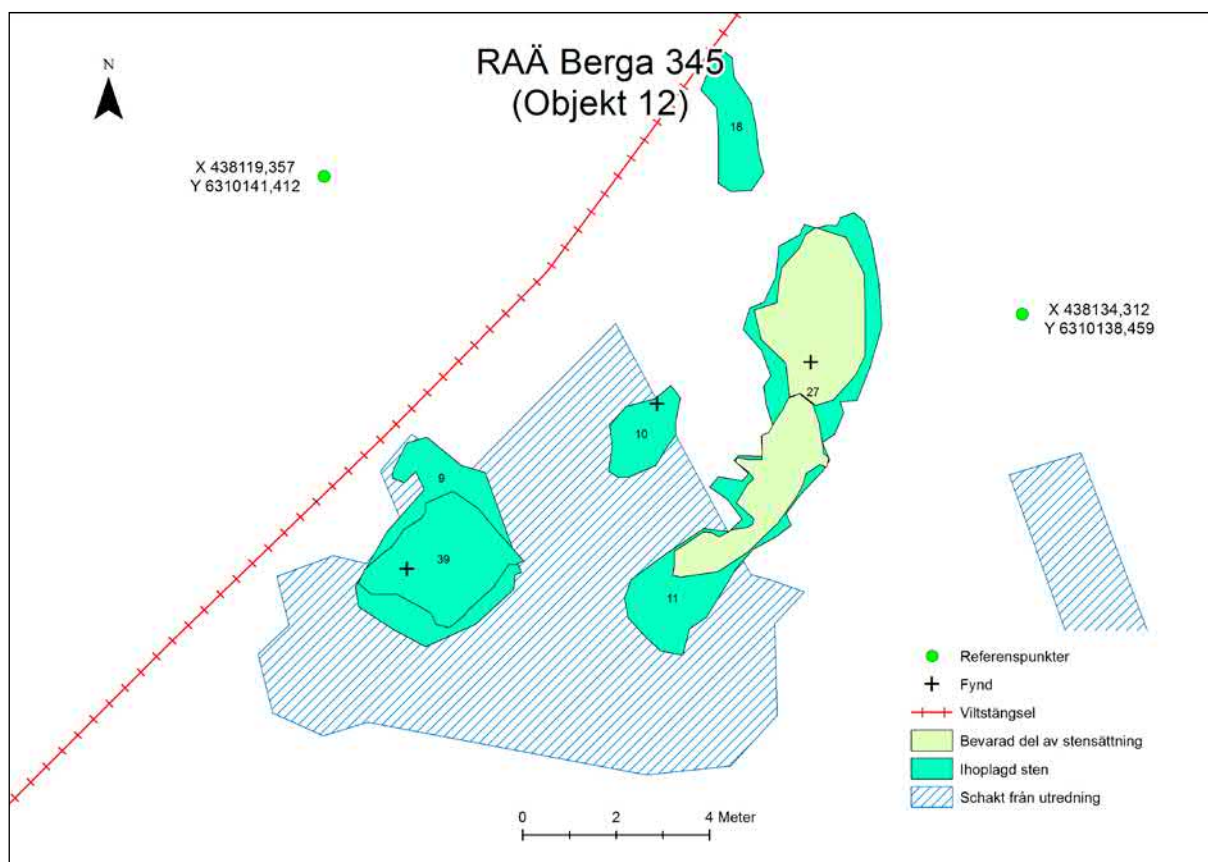 RAÄ Berga 345
(Objekt 12)
N
X 438119,357
Y 6310141,412
16
X 438134,312
Y 6310138,459
27
10
9
39
11
Referenspunkter
Fynd
Viltstängsel
Bevarad del av stensättning
Ihoplagd sten
Schakt från utredning
0 2 4 Meter